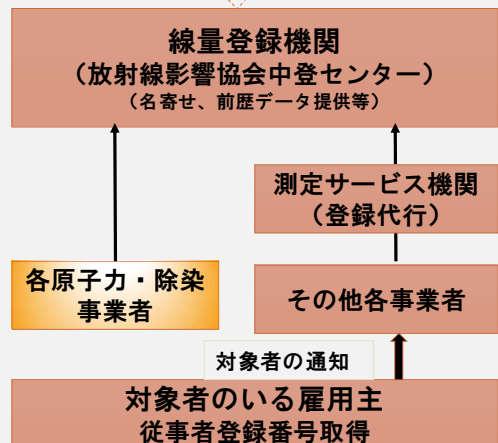 線量登録機関
（放射線影響協会中登センター）
（名寄せ、前歴データ提供等）
測定サービス機関
（登録代行）
各原子力・除染
事業者
その他各事業者
対象者の通知
対象者のいる雇用主
従事者登録番号取得